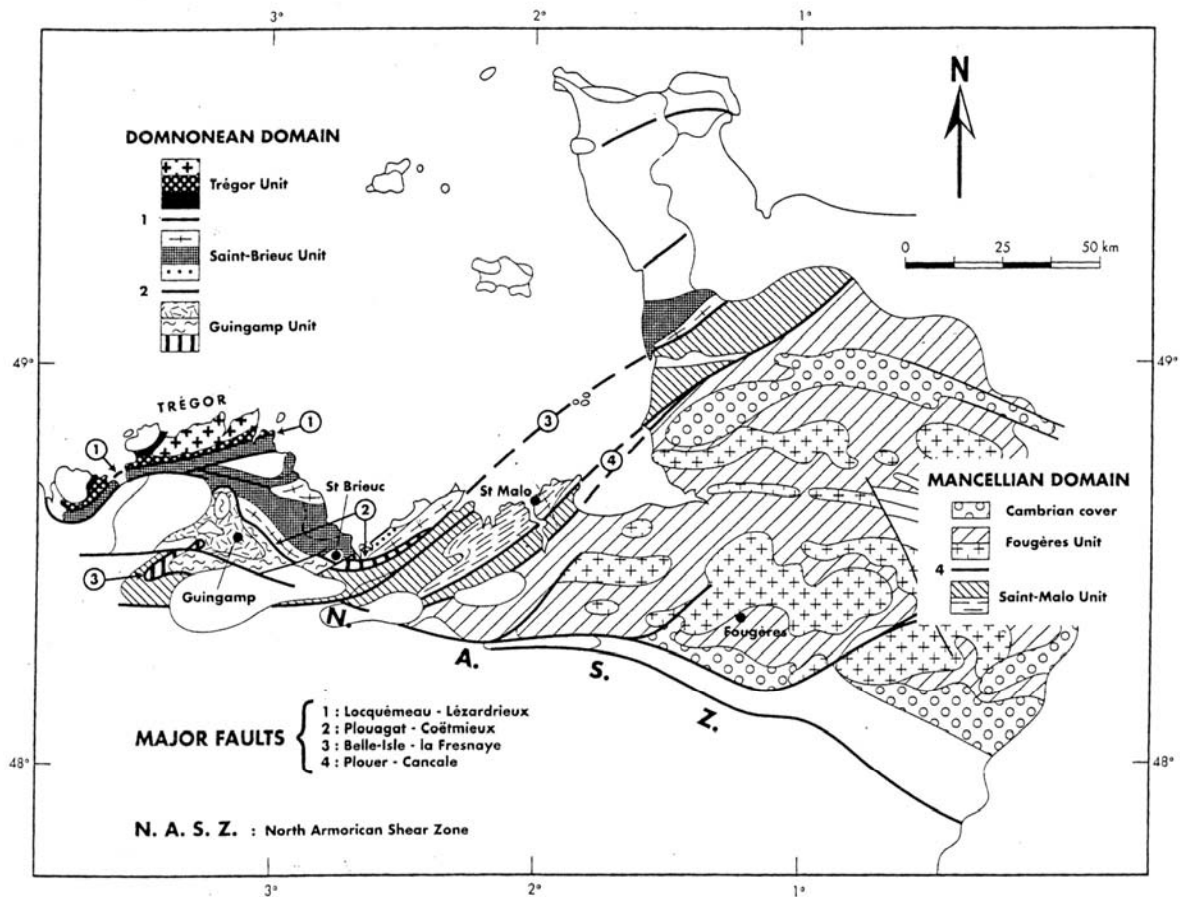 3°
2°
1°
N
DOMNONEAN DOMAIN
Trégor Unit
1
Saint-Brieuc Unit
2
Guingamp Unit
0 25 50 km
49°
49°
TRÉGOR
1
1
3
4
St Brieuc
2
St Malo
3
Guingamp
Fougères
MANCELLIAN DOMAIN
Cambrian cover
Fougères Unit
4
Saint-Malo Unit
N.
A.
S.
Z.
MAJOR FAULTS
1 : Locquémeau - Lézardrieux
2 : Plouagat - Coëtmieux
3 : Belle-Isle - la Fresnaye
4 : Plouer - Cancale
48°
48°
N. A. S. Z. : North Armorican Shear Zone
3°
2°
1°